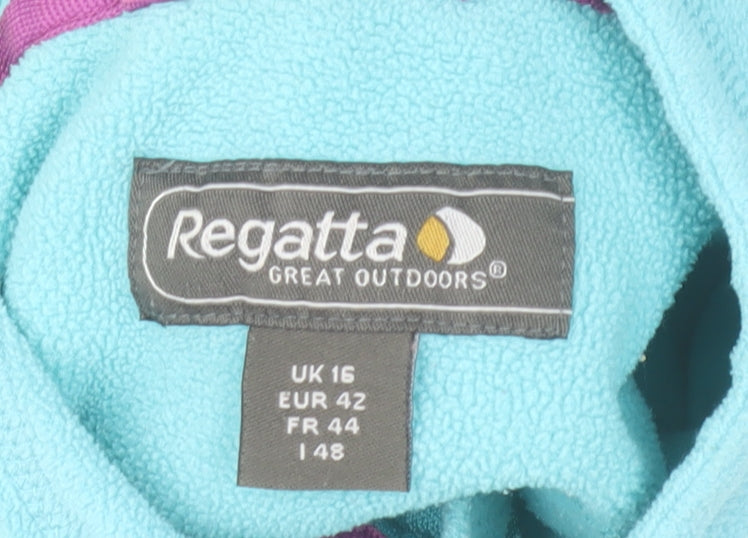 Regatta
GREAT OUTDOORS®
UK 16
EUR 42
FR 44
I 48